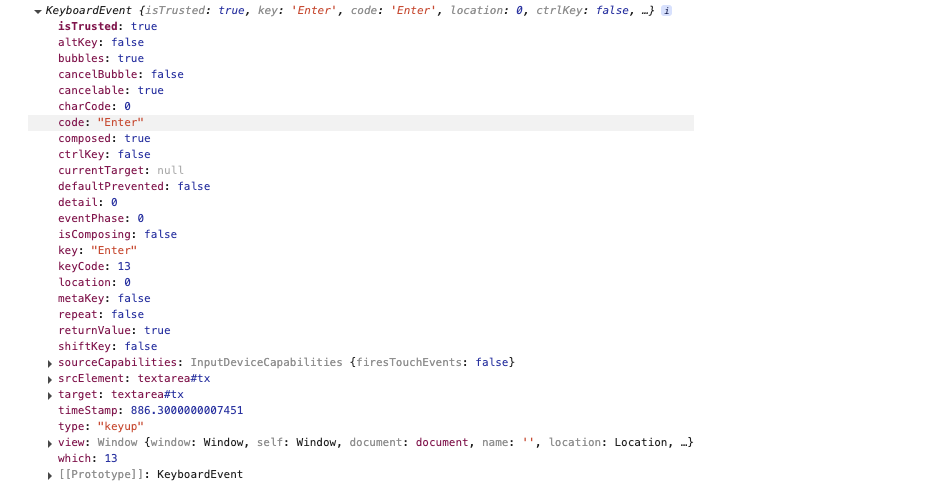 KeyboardEvent {isTrusted: true, key: 'Enter', code: 'Enter', location: 0, ctrlKey: false, …} i
isTrusted: true
altKey: false
bubbles: true
cancelBubble: false
cancelable: true
charCode: 0
code: "Enter"
composed: true
ctrlKey: false
currentTarget: null
defaultPrevented: false
detail: 0
eventPhase: 0
isComposing: false
key: "Enter"
keyCode: 13
location: 0
metaKey: false
repeat: false
returnValue: true
shiftKey: false
sourceCapabilities: InputDeviceCapabilities {firesTouchEvents: false}
srcElement: textarea#tx
target: textarea#tx
timeStamp: 886.3000000007451
type: "keyup"
view: Window {window: Window, self: Window, document: document, name: '', location: Location, …}
which: 13
[[Prototype]]: KeyboardEvent